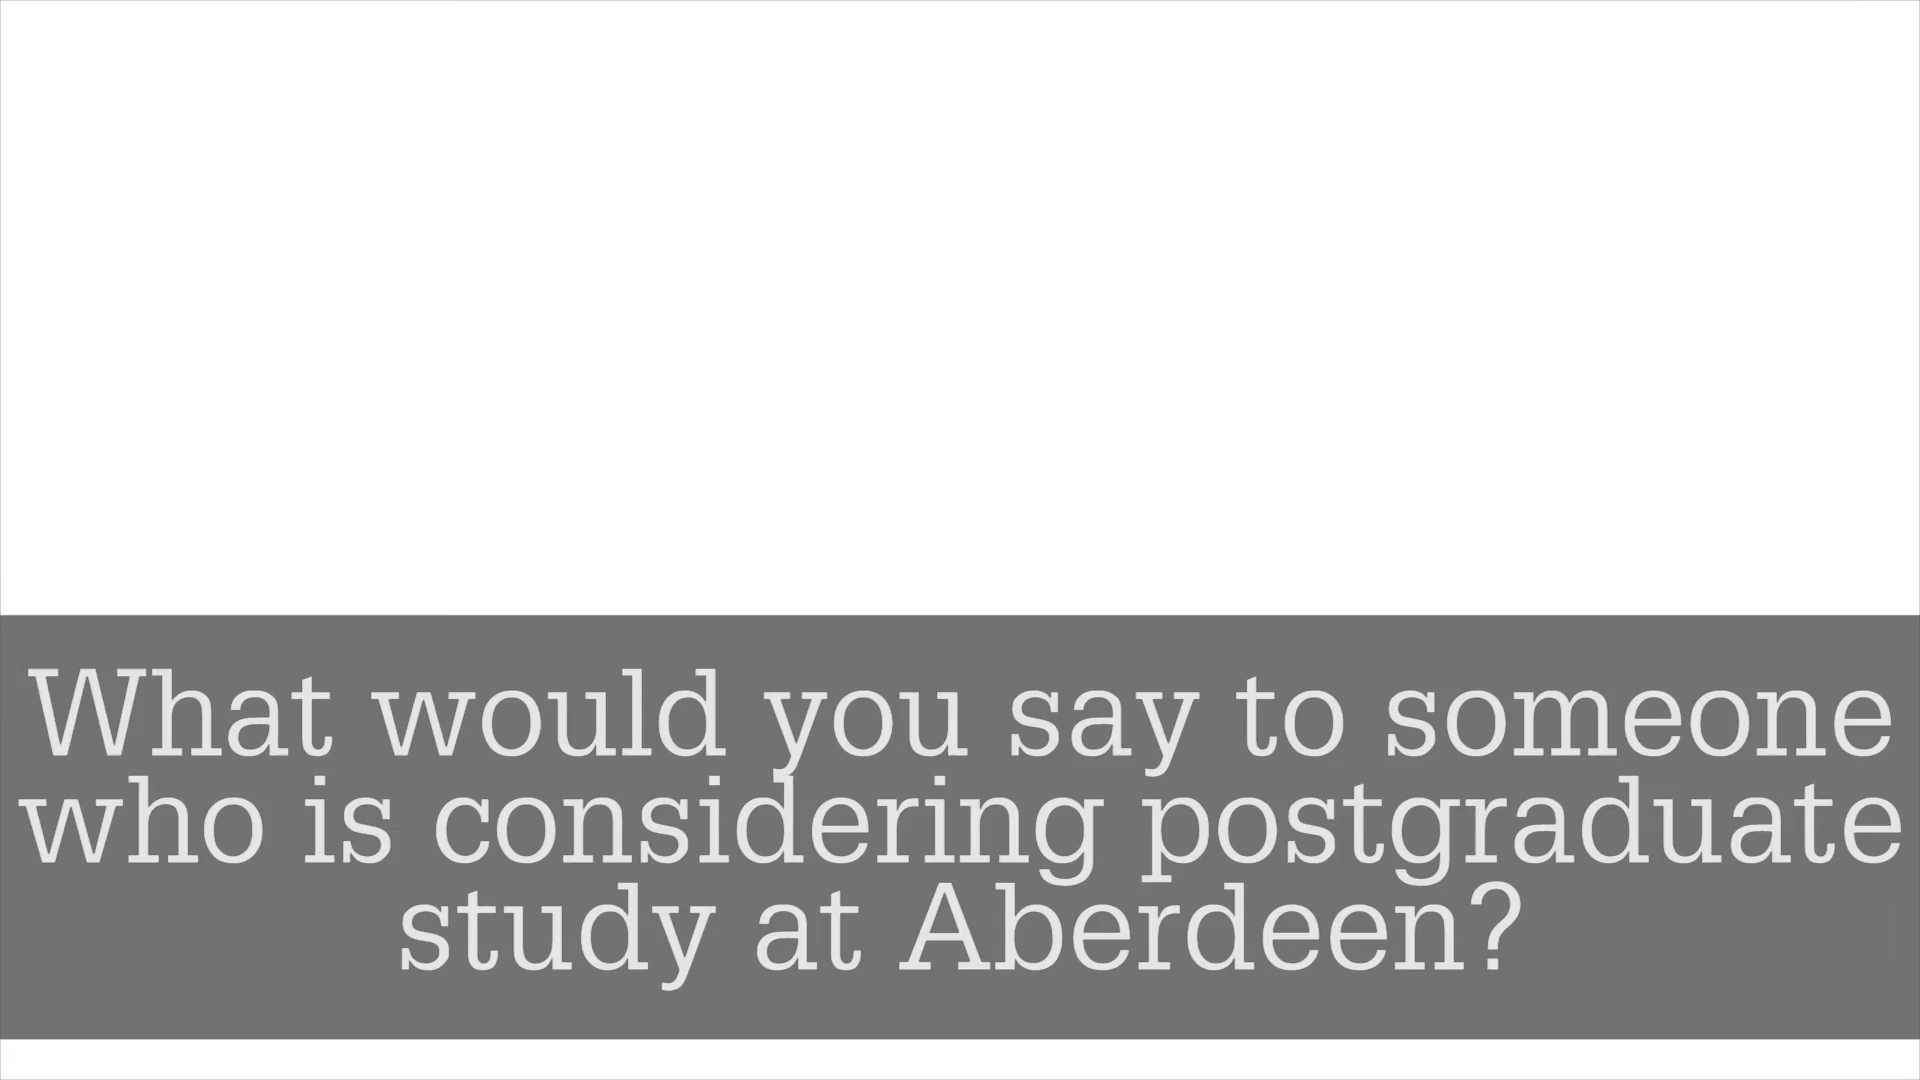 What would you say to someone
who is considering postgraduate
study at Aberdeen?